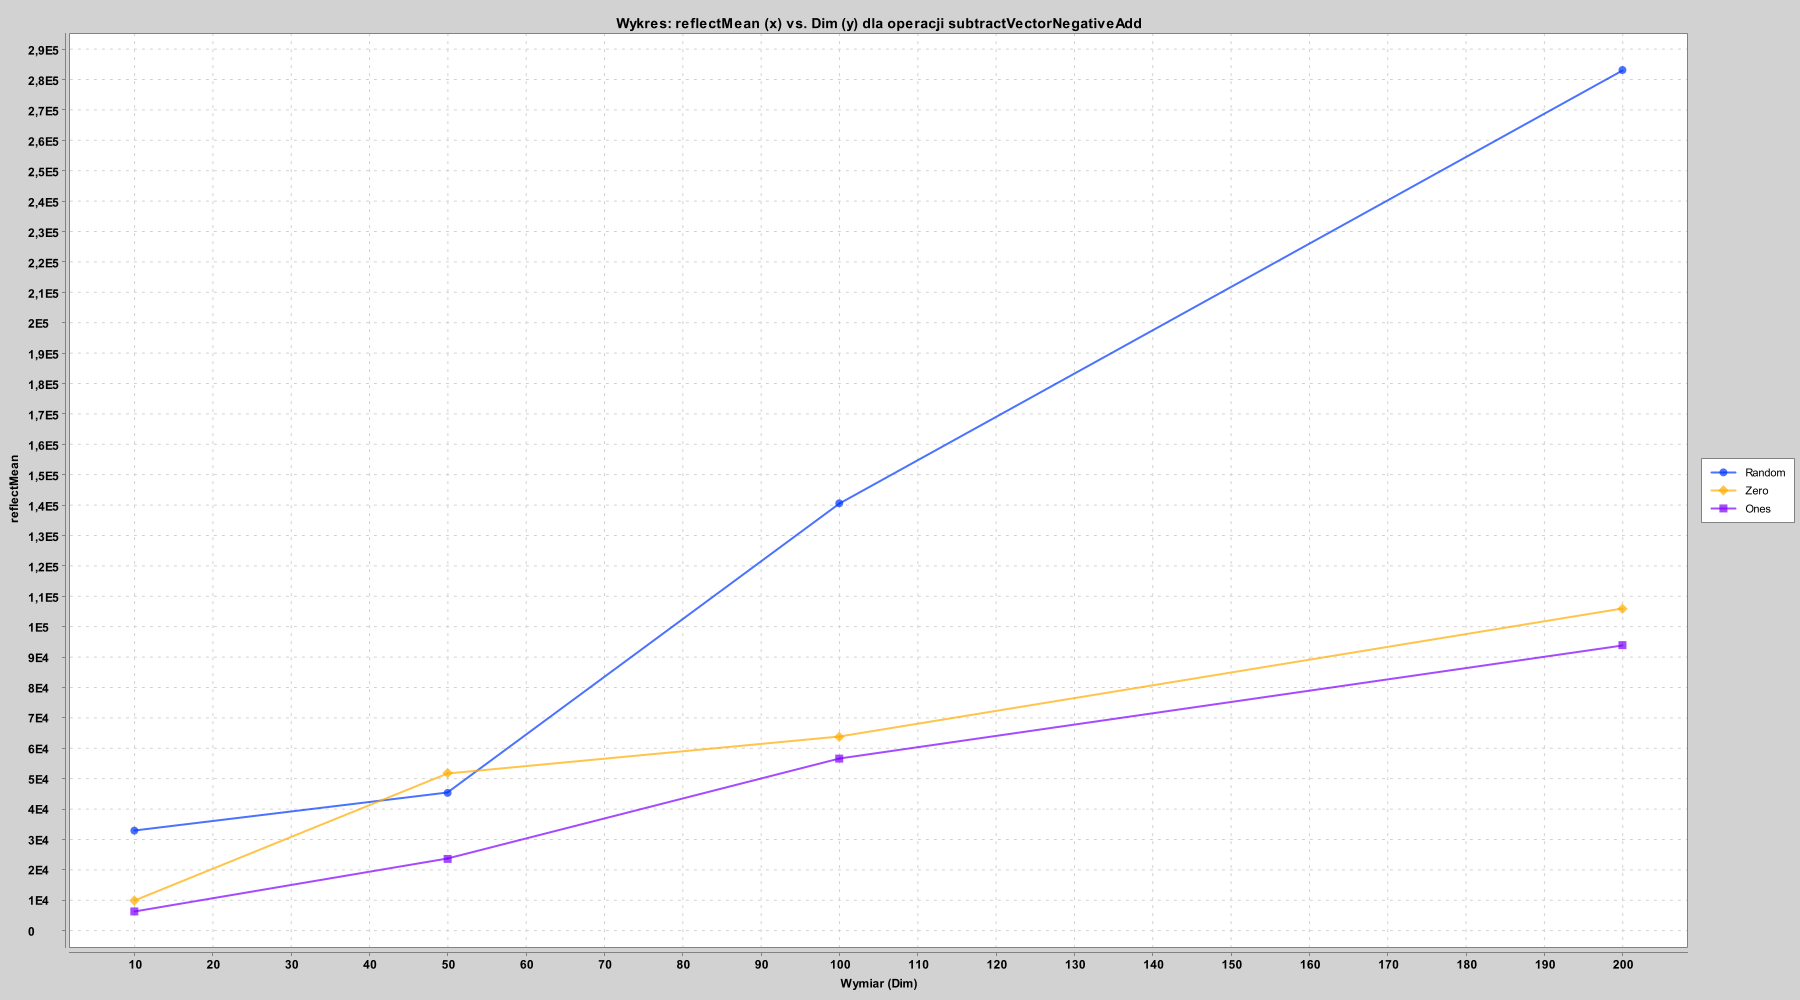 Wykres: reflectMean (x) vs. Dim (y) dla operacji subtractVectorNegativeAdd
2,9E5
2,8E5
2,7E5
2,6E5
2,5E5
2,4E5
2,3E5
2,2E5
2,1E5
2E5
1,9E5
1,8E5
1,7E5
1,6E5
1,5E5
1,4E5
1,3E5
1,2E5
1,1E5
1E5
9E4
8E4
7E4
6E4
5E4
4E4
3E4
2E4
1E4
0
reflectMean
10 20 30 40 50 60 70 80 90 100 110 120 130 140 150 160 170 180 190 200
Wymiar (Dim)
Random
Zero
Ones